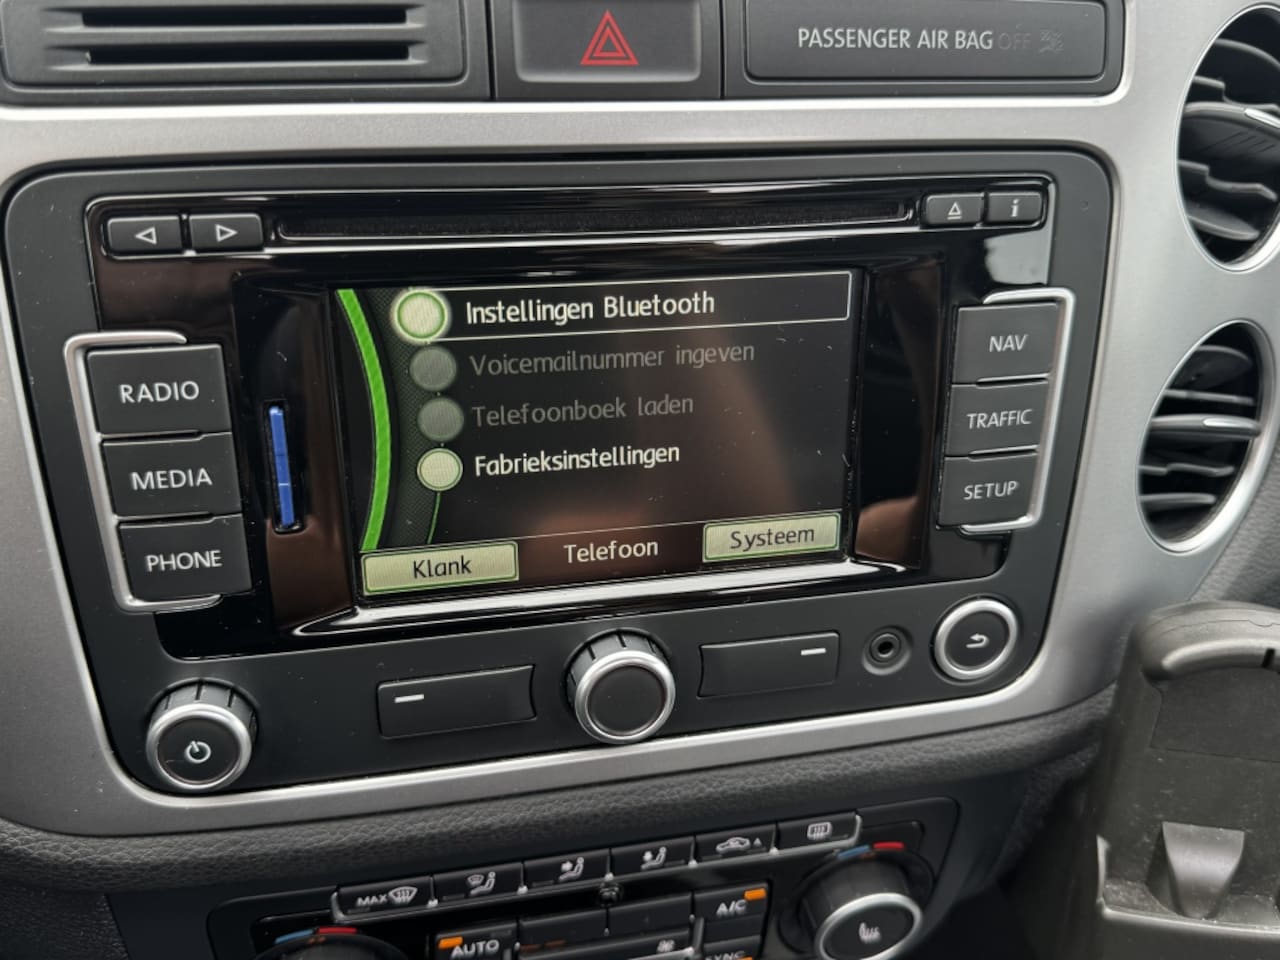 PASSENGER AIR BAG OFF
i
RADIO
MEDIA
PHONE
Instellingen Bluetooth
Voicemailnummer ingeven
Telefoonboek laden
Fabrieksinstellingen
Klank
Telefoon
Systeem
NAV
TRAFFIC
SETUP
MAX
A/C
AUTO
SYNC